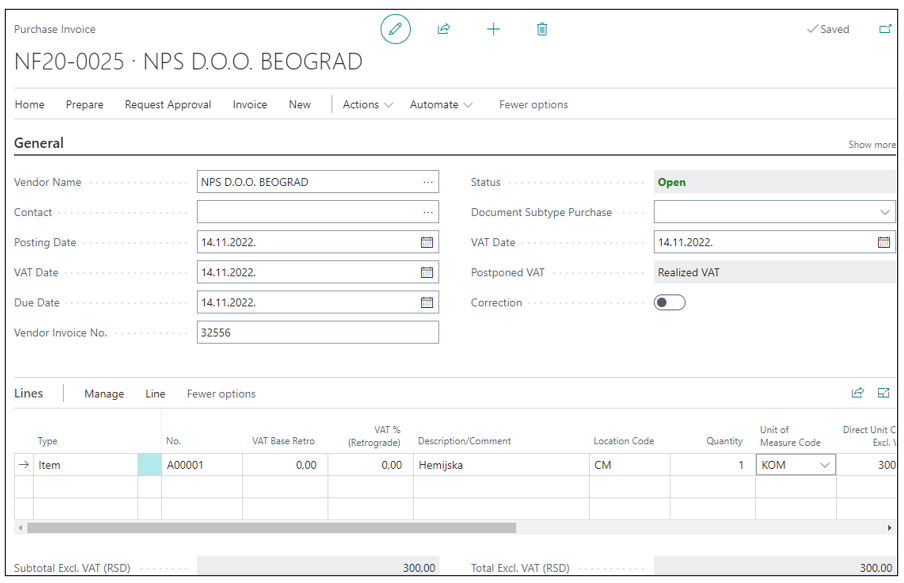 Purchase Invoice
Saved
NF20-0025 · NPS D.O.O. BEOGRAD
Home Prepare Request Approval Invoice New Actions Automate Fewer options
General Show more
Vendor Name NPS D.O.O. BEOGRAD
Status Open
Contact
Document Subtype Purchase
Posting Date 14.11.2022.
VAT Date 14.11.2022.
VAT Date 14.11.2022.
Postponed VAT Realized VAT
Due Date 14.11.2022.
Correction
Vendor Invoice No. 32556
Lines Manage Line Fewer options
Type No. VAT Base Retro VAT % (Retrograde) Description/Comment Location Code Quantity Unit of Measure Code Direct Unit C Excl. V
Item A00001 0.00 0.00 Hemijska CM 1 KOM 300
Subtotal Excl. VAT (RSD) 300,00
Total Excl. VAT (RSD) 300,00